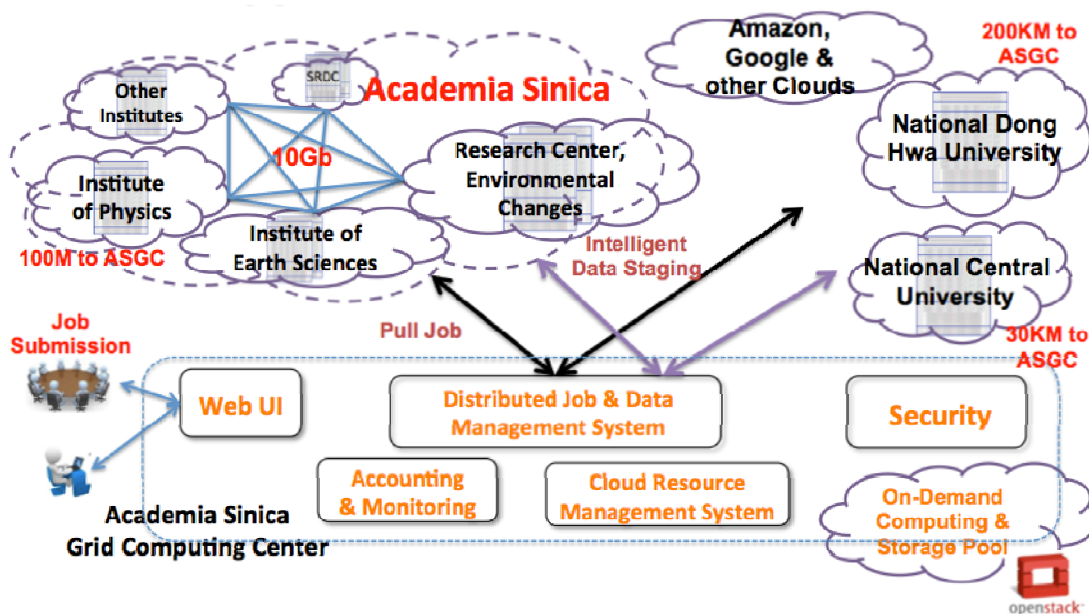 Amazon,
Google &
other Clouds
200KM to
ASGC
SRDC
Academia Sinica
Other
Institutes
10Gb
National Dong
Hwa University
Research Center,
Environmental
Changes
Institute
of Physics
Institute of
Earth Sciences
100M to ASGC
Intelligent
Data Staging
National Central
University
Pull Job
30KM to
ASGC
Job
Submission
Web UI
Distributed Job & Data
Management System
Security
Accounting
& Monitoring
Cloud Resource
Management System
On-Demand
Computing &
Storage Pool
Academia Sinica
Grid Computing Center
openstack